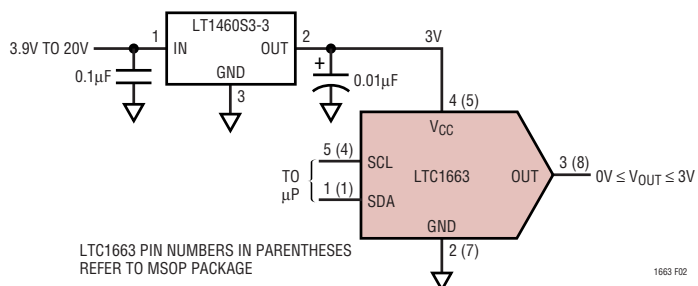 LT1460S3-3
3.9V TO 20V
1
IN
OUT
2
3V
GND
3
0.1µF
+
0.01µF
4 (5)
VCC
5 (4)
SCL
TO
µP
LTC1663
OUT
3 (8)
0V ≤ VOUT ≤ 3V
1 (1)
SDA
GND
2 (7)
LTC1663 PIN NUMBERS IN PARENTHESES
REFER TO MSOP PACKAGE
1663 F02